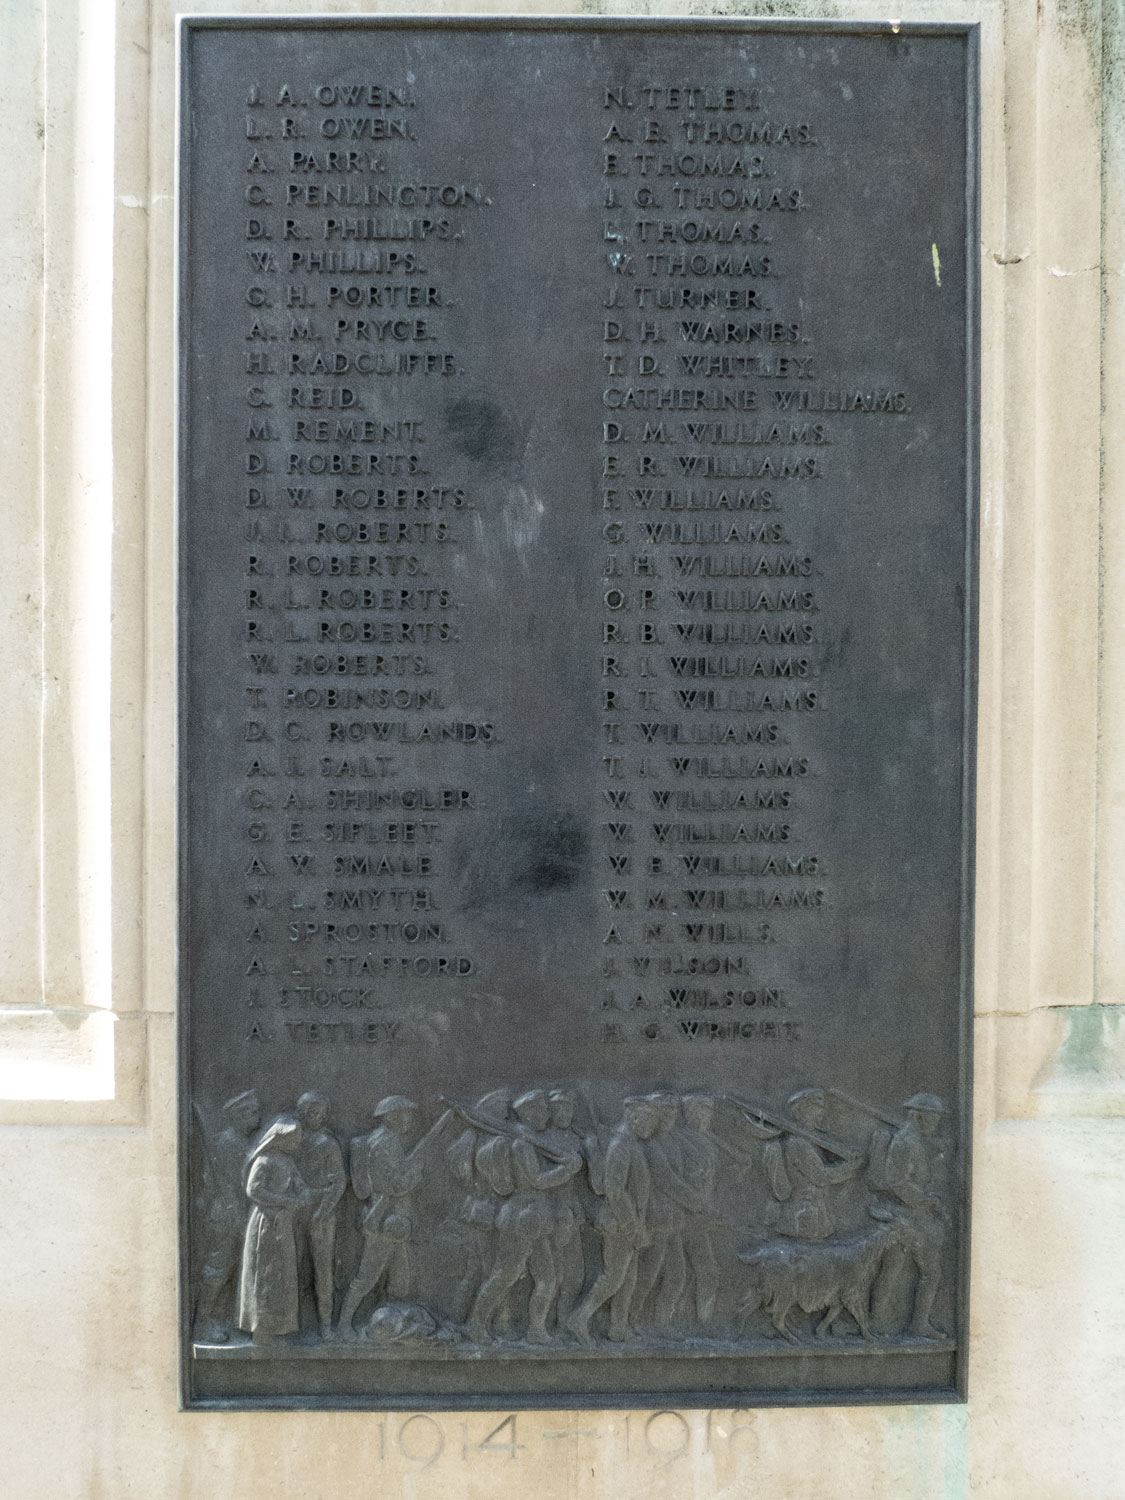 J. A. OWEN.
L. R. OWEN.
A. PARRY.
C. PENLINGTON.
D. R. PHILLIPS.
W. PHILLIPS.
G. H. PORTER.
A. M. PRYCE.
H. RADCLIFFE.
C. REID.
M. REMENT.
D. ROBERTS.
D. W. ROBERTS.
J. L. ROBERTS.
R. ROBERTS.
R. L. ROBERTS.
R. L. ROBERTS.
W. ROBERTS.
T. ROBINSON.
D. C. ROWLANDS.
A. J. SALT.
C. A. SHINGLER.
G. E. SIFLEET.
A. V. SMALE.
N. L. SMYTH.
A. SPROSTON.
A. L. STAFFORD.
J. STOCK.
A. TETLEY.
N. TETLEY.
A. E. THOMAS.
E. THOMAS.
J. G. THOMAS.
L. THOMAS.
W. THOMAS.
J. TURNER.
D. H. WARNES.
T. D. WHITLEY.
CATHERINE WILLIAMS.
D. M. WILLIAMS.
E. R. WILLIAMS.
F. WILLIAMS.
G. WILLIAMS.
J. H. WILLIAMS.
O. P. WILLIAMS.
R. B. WILLIAMS.
R. I. WILLIAMS.
R. T. WILLIAMS.
T. WILLIAMS.
T. J. WILLIAMS.
W. WILLIAMS.
W. WILLIAMS.
W. E. WILLIAMS.
W. M. WILLIAMS.
A. N. WILLS.
J. WILSON.
J. A. WILSON.
H. G. WRIGHT.
1914 – 1918